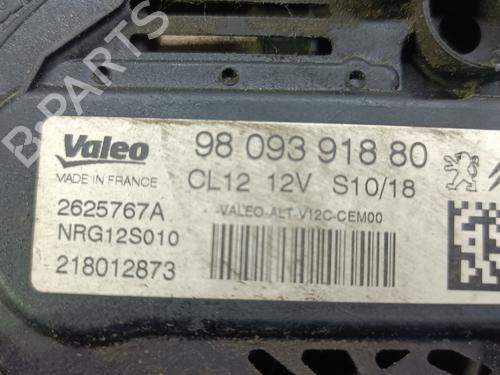 B-PARTS
Valeo
MADE IN FRANCE
98 093 918 80
CL12 12V S10/18
2625767A
-VALEO-ALT-V12C-CEM00
NRG12S010
218012873